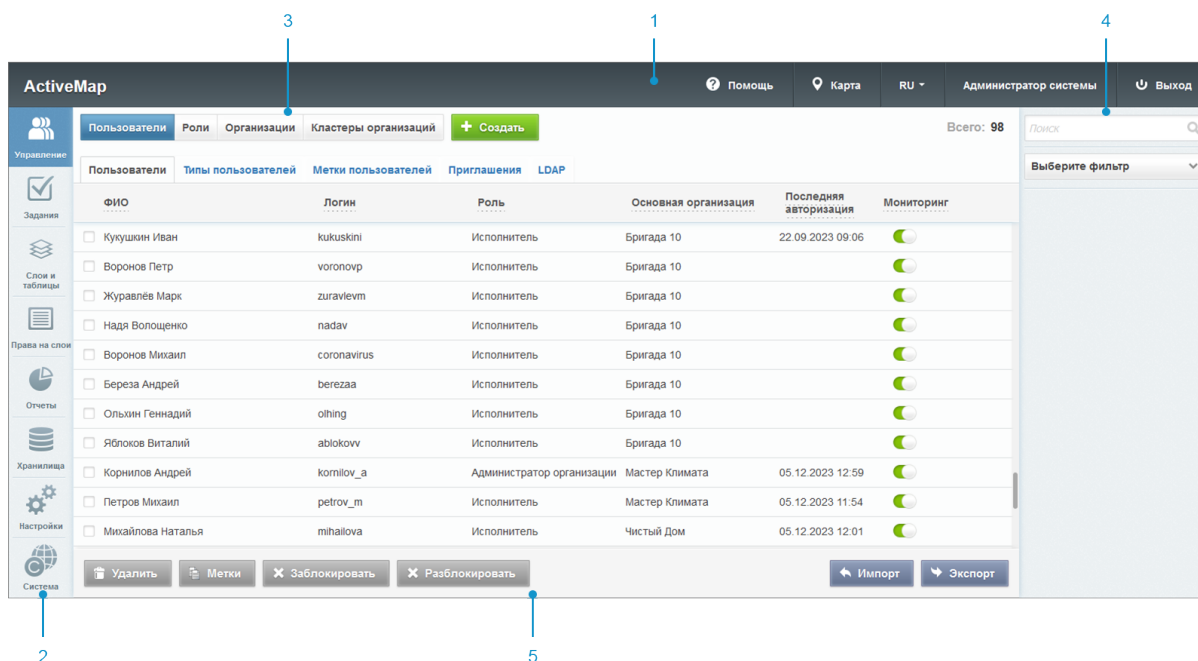 3 1 4
ActiveMap Помощь Карта RU Администратор системы Выход
Управление
Задания
Слои и таблицы
Права на слои
Отчеты
Хранилища
Настройки
Система
Пользователи Роли Организации Кластеры организаций + Создать Всего: 98
Поиск
Выберите фильтр
Пользователи Типы пользователей Метки пользователей Приглашения LDAP
ФИО Логин Роль Основная организация Последняя авторизация Мониторинг
Кукушкин Иван kukuskini Исполнитель Бригада 10 22.09.2023 09:06
Воронов Петр voronovp Исполнитель Бригада 10
Журавлёв Марк zuravlevm Исполнитель Бригада 10
Надя Волощенко nadav Исполнитель Бригада 10
Воронов Михаил coronavirus Исполнитель Бригада 10
Береза Андрей berezaa Исполнитель Бригада 10
Ольхин Геннадий olhing Исполнитель Бригада 10
Яблоков Виталий ablokovv Исполнитель Бригада 10
Корнилов Андрей kornilov_a Администратор организации Мастер Климата 05.12.2023 12:59
Петров Михаил petrov_m Исполнитель Мастер Климата 05.12.2023 11:54
Михайлова Наталья mihailova Исполнитель Чистый Дом 05.12.2023 12:01
Удалить Метки Заблокировать Разблокировать Импорт Экспорт
2 5